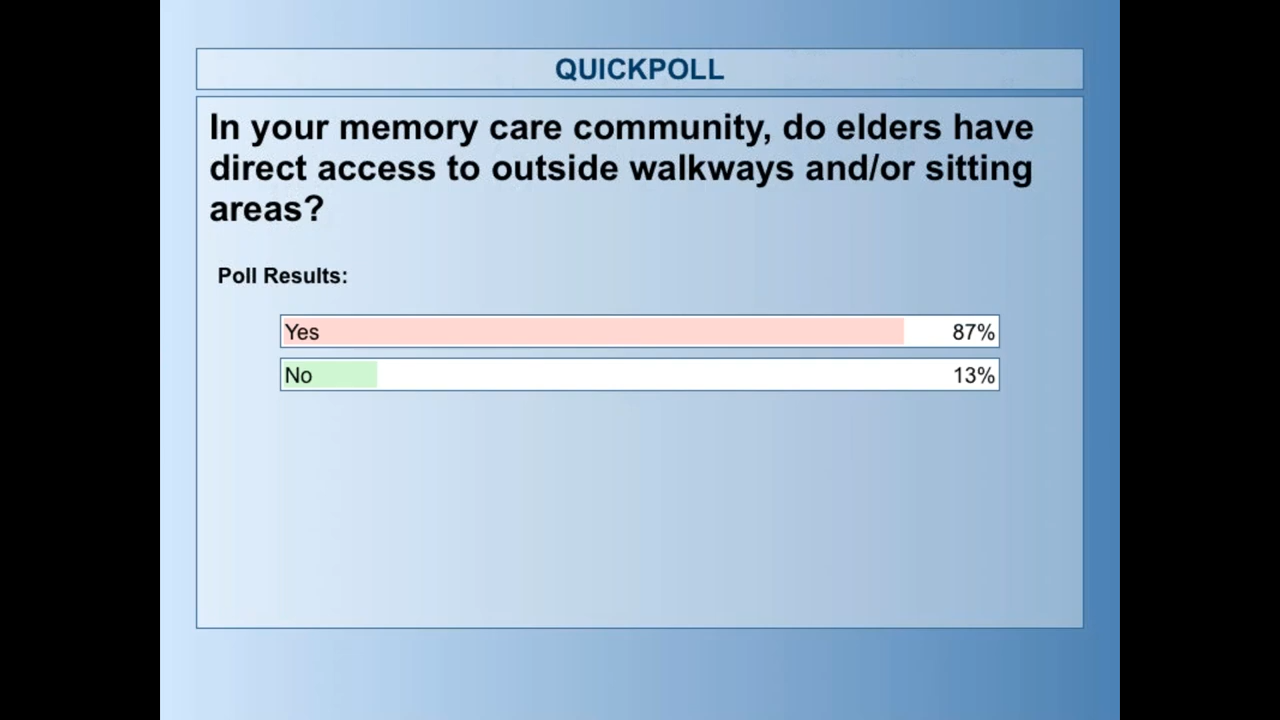 QUICKPOLL
In your memory care community, do elders have
direct access to outside walkways and/or sitting
areas?
Poll Results:
Yes 87%
No 13%